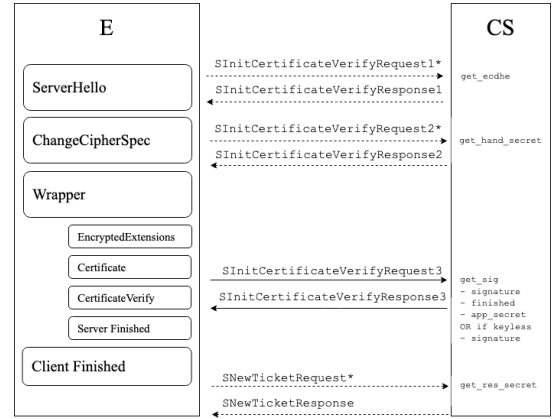 E
CS
SInitCertificateVerifyRequest1*
get_ecdhe
ServerHello
SInitCertificateVerifyResponse1
SInitCertificateVerifyRequest2*
ChangeCipherSpec
get_hand_secret
SInitCertificateVerifyResponse2
Wrapper
EncryptedExtensions
Certificate
SInitCertificateVerifyRequest3
get_sig
- signature
CertificateVerify
SInitCertificateVerifyResponse3
- finished
- app_secret
Server Finished
OR if keyless
- signature
Client Finished
SNewTicketRequest*
get_res_secret
SNewTicketResponse